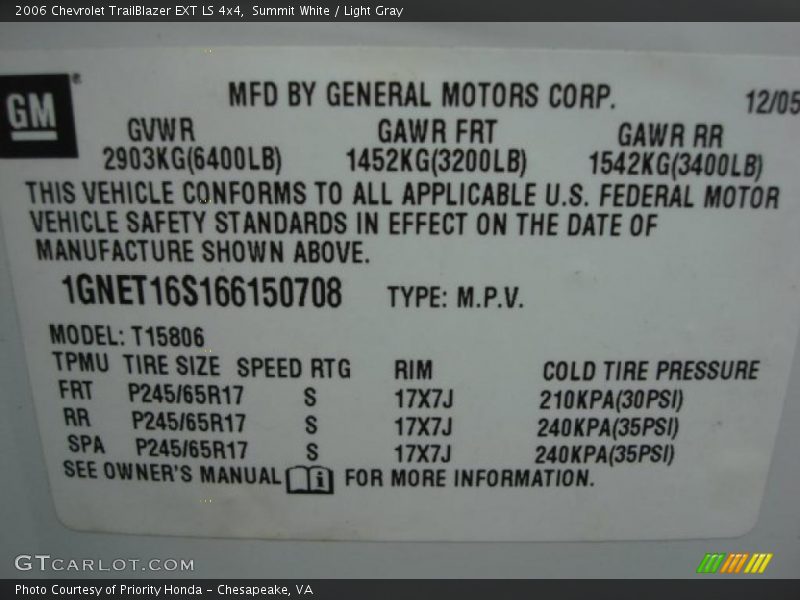 2006 Chevrolet TrailBlazer EXT LS 4x4, Summit White / Light Gray
GM®
MFD BY GENERAL MOTORS CORP. 12/05
GVWR GAWR FRT GAWR RR
2903KG(6400LB) 1452KG(3200LB) 1542KG(3400LB)
THIS VEHICLE CONFORMS TO ALL APPLICABLE U.S. FEDERAL MOTOR
VEHICLE SAFETY STANDARDS IN EFFECT ON THE DATE OF
MANUFACTURE SHOWN ABOVE.
1GNET16S166150708 TYPE: M.P.V.
MODEL: T15806
TPMU TIRE SIZE SPEED RTG RIM COLD TIRE PRESSURE
FRT P245/65R17 S 17X7J 210KPA(30PSI)
RR P245/65R17 S 17X7J 240KPA(35PSI)
SPA P245/65R17 S 17X7J 240KPA(35PSI)
SEE OWNER'S MANUAL i FOR MORE INFORMATION.
GTCARLOT.COM
Photo Courtesy of Priority Honda - Chesapeake, VA